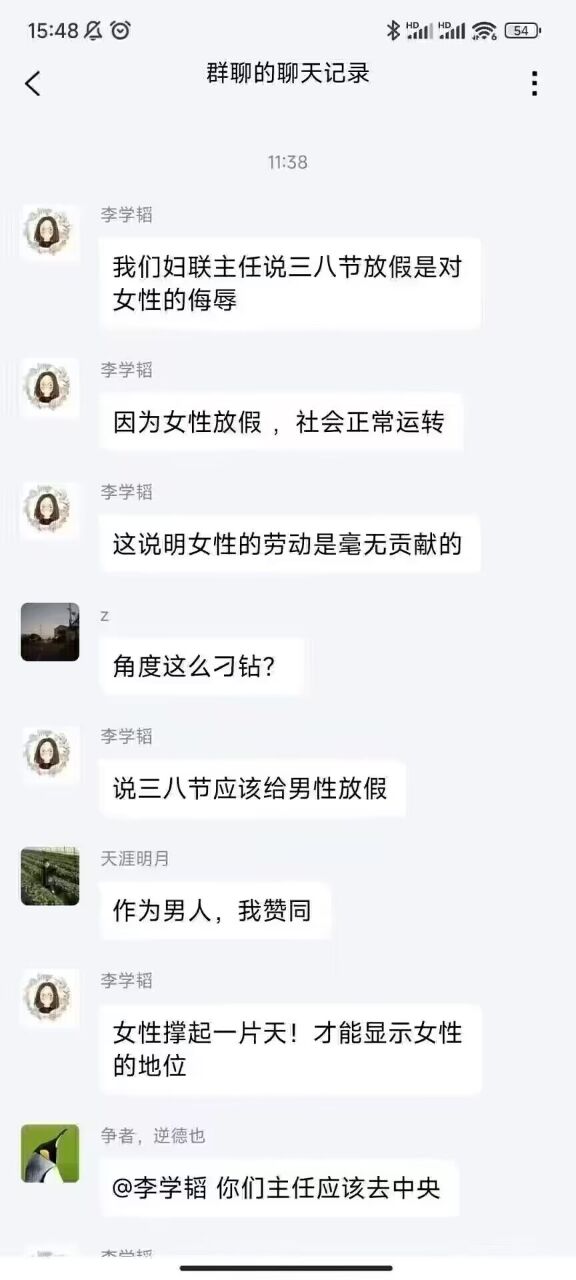 15:48
HD HD 6 54
群聊的聊天记录
11:38
李学韬
我们妇联主任说三八节放假是对
女性的侮辱
李学韬
因为女性放假 ，社会正常运转
李学韬
这说明女性的劳动是毫无贡献的
z
角度这么刁钻？
李学韬
说三八节应该给男性放假
天涯明月
作为男人，我赞同
李学韬
女性撑起一片天！才能显示女性
的地位
争者，逆德也
@李学韬 你们主任应该去中央
李学韬